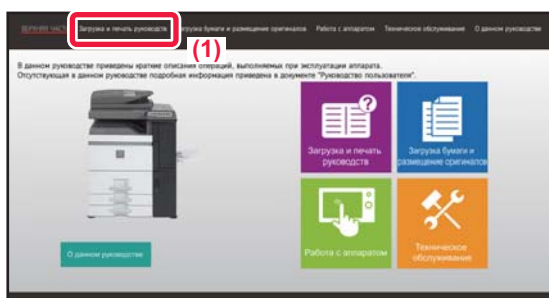 ВЕРХНЯЯ ЧАСТЬ Загрузка и печать руководств Загрузка бумаги и размещение оригиналов Работа с аппаратом Техническое обслуживание О данном руководстве
(1)
В данном руководстве приведены краткие описания операций, выполняемых при эксплуатации аппарата.
Отсутствующая в данном руководстве подробная информация приведена в документе "Руководство пользователя".
Загрузка и печать
руководств
Загрузка бумаги и
размещение оригиналов
Работа с аппаратом
Техническое
обслуживание
О данном руководстве